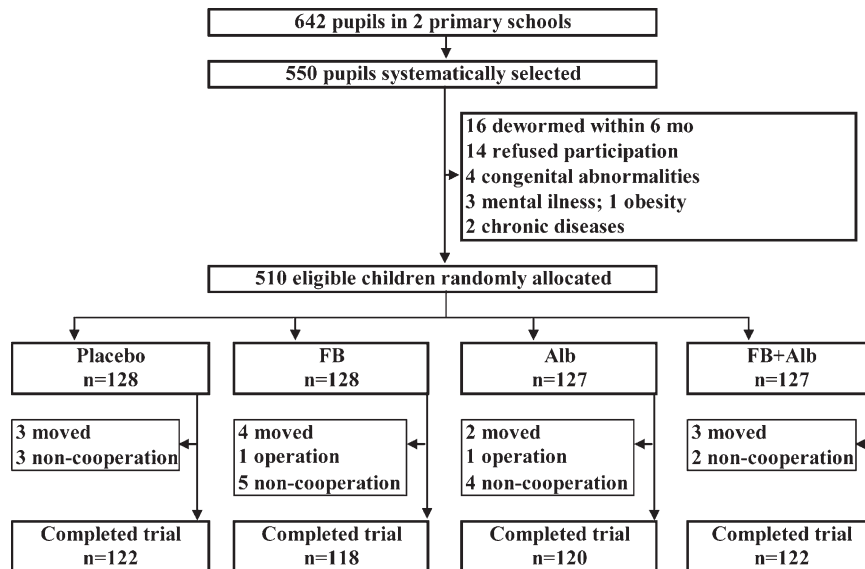 642 pupils in 2 primary schools
550 pupils systematically selected
16 dewormed within 6 mo
14 refused participation
4 congenital abnormalities
3 mental ilness; 1 obesity
2 chronic diseases
510 eligible children randomly allocated
Placebo
n=128
FB
n=128
Alb
n=127
FB+Alb
n=127
3 moved
3 non-cooperation
4 moved
1 operation
5 non-cooperation
2 moved
1 operation
4 non-cooperation
3 moved
2 non-cooperation
Completed trial
n=122
Completed trial
n=118
Completed trial
n=120
Completed trial
n=122